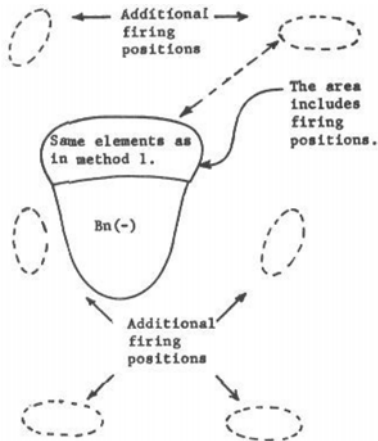 Additional
firing
positions
The area
includes
firing
positions.
Same elements as
in method 1.
Bn(-)
Additional
firing
positions